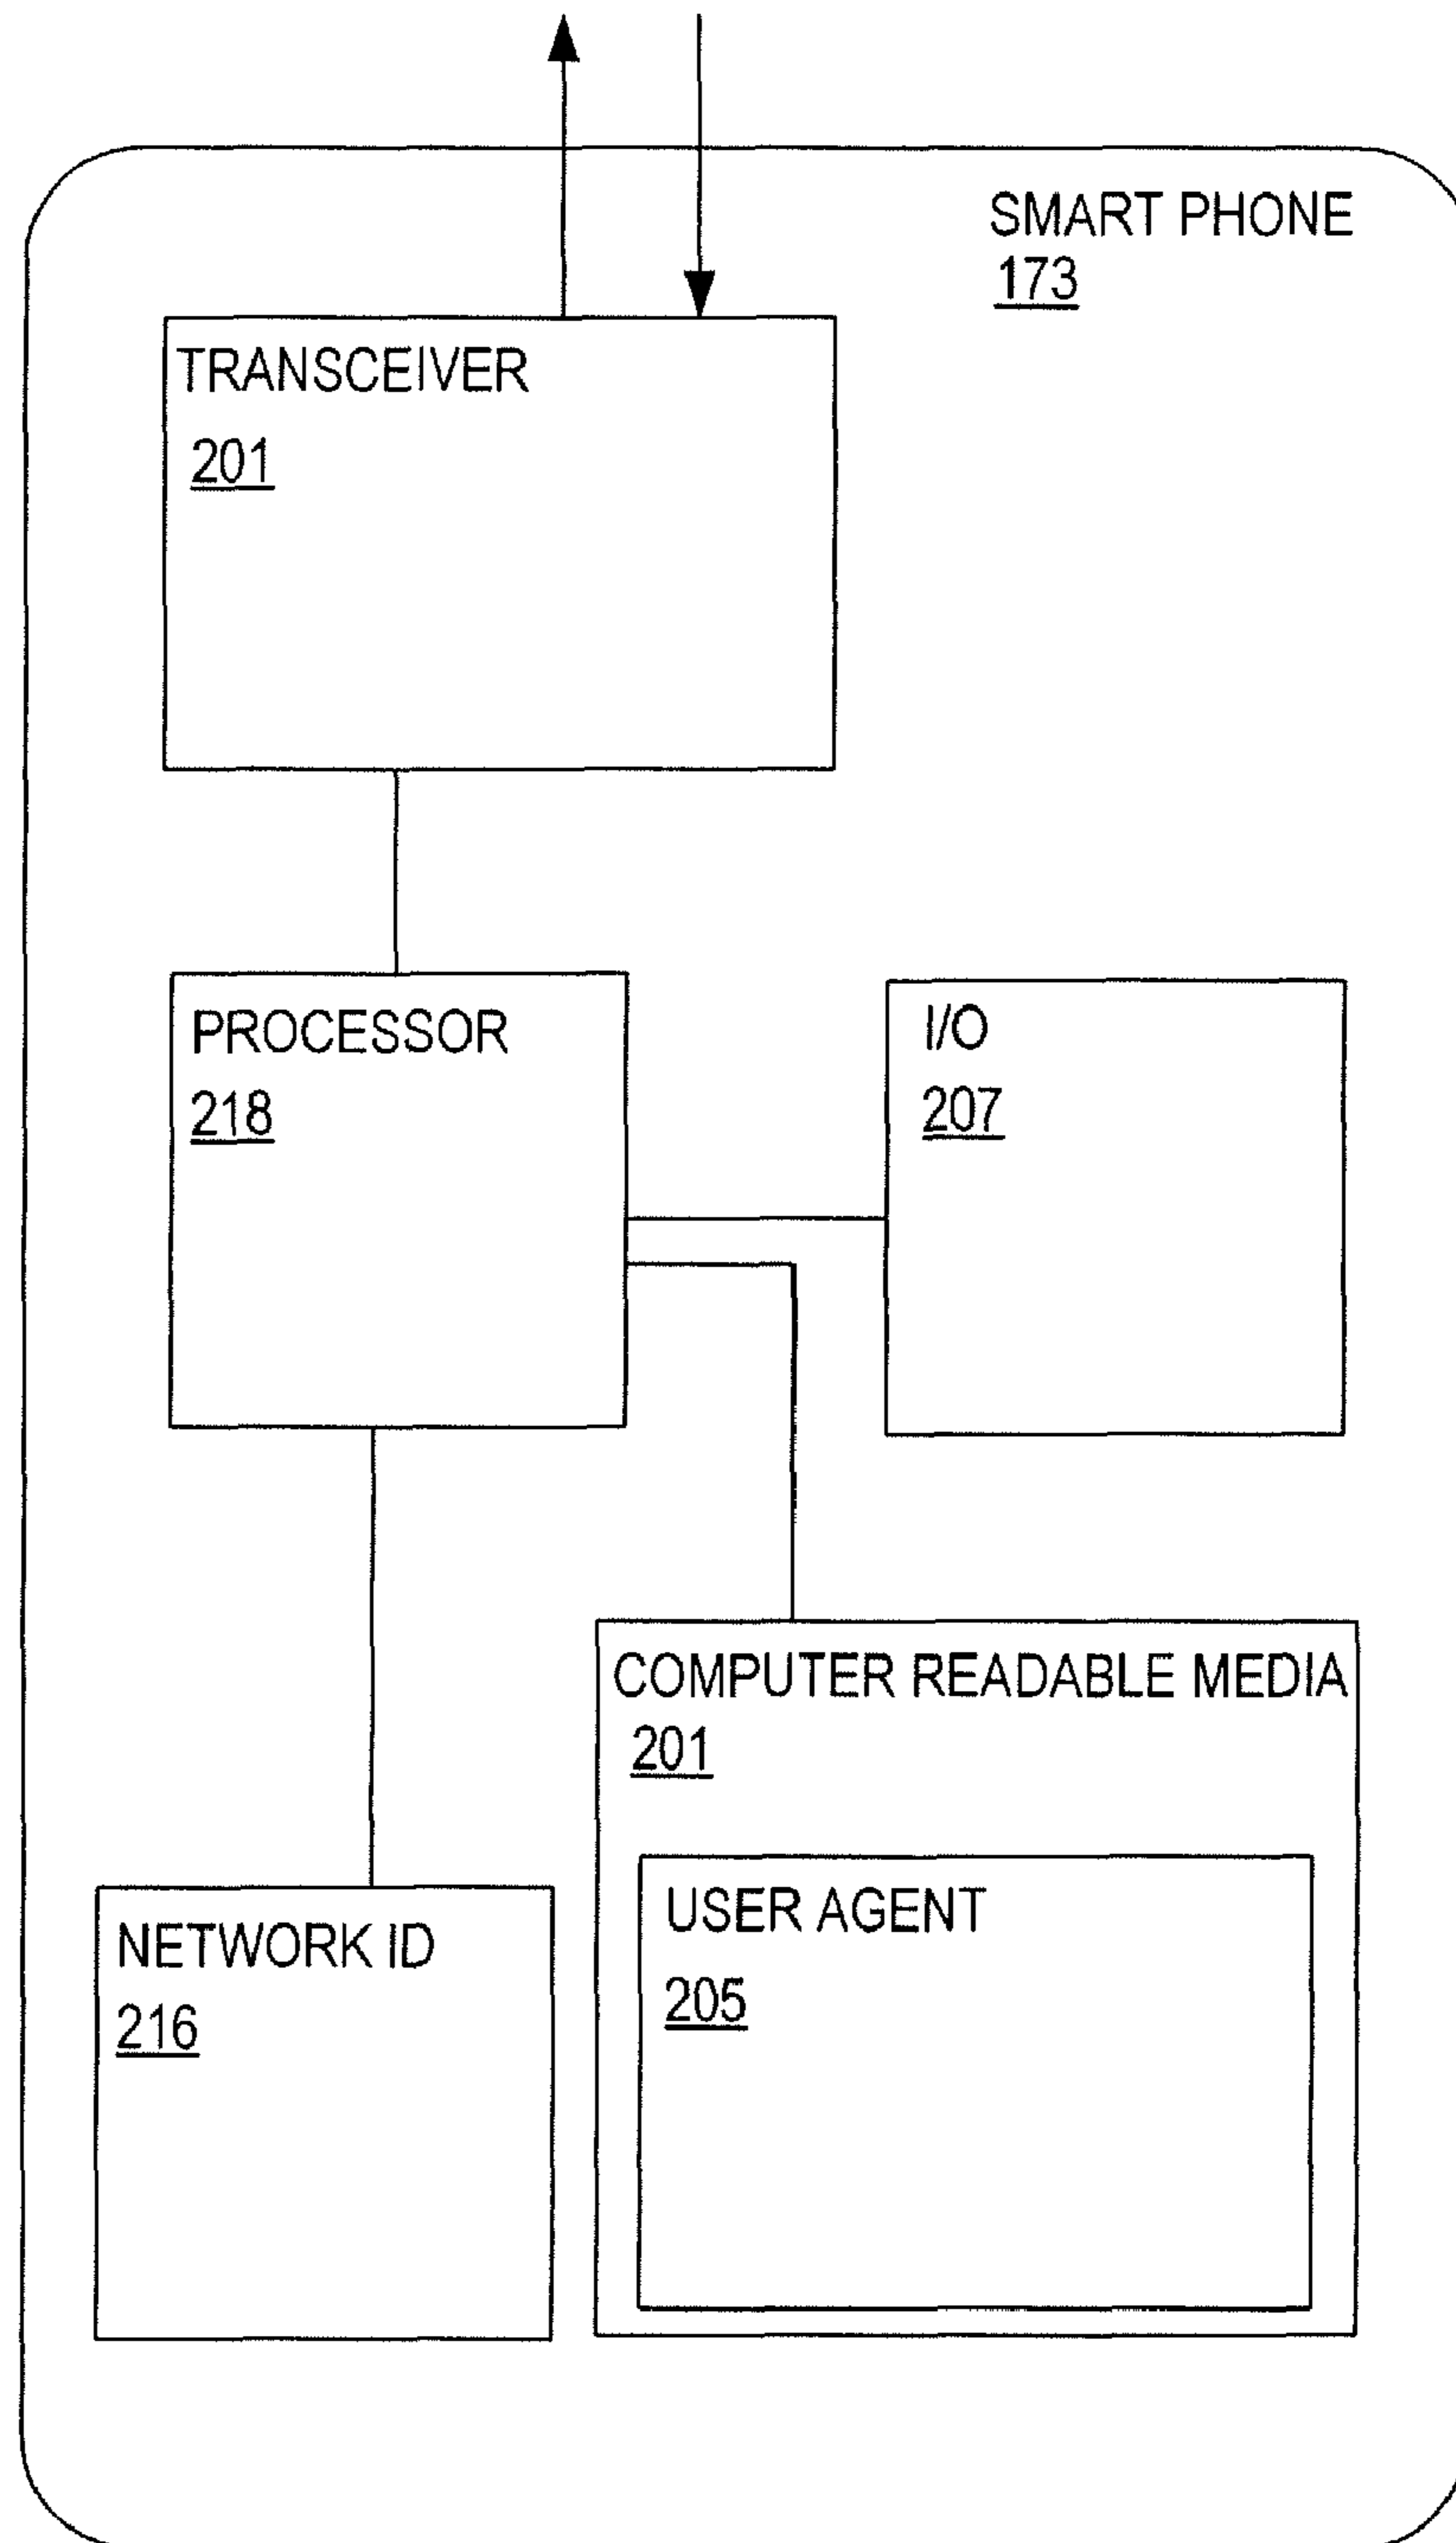 SMART PHONE
173
TRANSCEIVER
201
PROCESSOR
218
I/O
207
COMPUTER READABLE MEDIA
201
USER AGENT
205
NETWORK ID
216